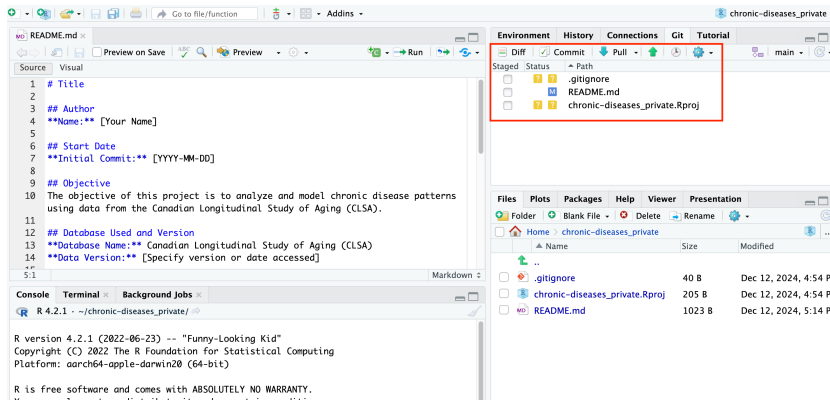 Go to file/function
Addins
chronic-diseases_private
README.md
Preview on Save
ABC
Preview
Run
Source
Visual
1 # Title
2
3 ## Author
4 **Name:** [Your Name]
5
6 ## Start Date
7 **Initial Commit:** [YYYY-MM-DD]
8
9 ## Objective
10 The objective of this project is to analyze and model chronic disease patterns
using data from the Canadian Longitudinal Study of Aging (CLSA).
11
12 ## Database Used and Version
13 **Database Name:** Canadian Longitudinal Study of Aging (CLSA)
14 **Data Version:** [Specify version or date accessed]
5:1
Markdown
Console
Terminal
Background Jobs
R 4.2.1 · ~/chronic-diseases_private/
R version 4.2.1 (2022-06-23) -- "Funny-Looking Kid"
Copyright (C) 2022 The R Foundation for Statistical Computing
Platform: aarch64-apple-darwin20 (64-bit)
R is free software and comes with ABSOLUTELY NO WARRANTY.
Environment
History
Connections
Git
Tutorial
Diff
Commit
Pull
main
Staged Status Path
? ? .gitignore
M README.md
? ? chronic-diseases_private.Rproj
Files
Plots
Packages
Help
Viewer
Presentation
Folder
Blank File
Delete
Rename
Home
chronic-diseases_private
Name Size Modified
..
.gitignore 40 B Dec 12, 2024, 4:54 P
chronic-diseases_private.Rproj 205 B Dec 12, 2024, 4:54 P
README.md 1023 B Dec 12, 2024, 5:14 P